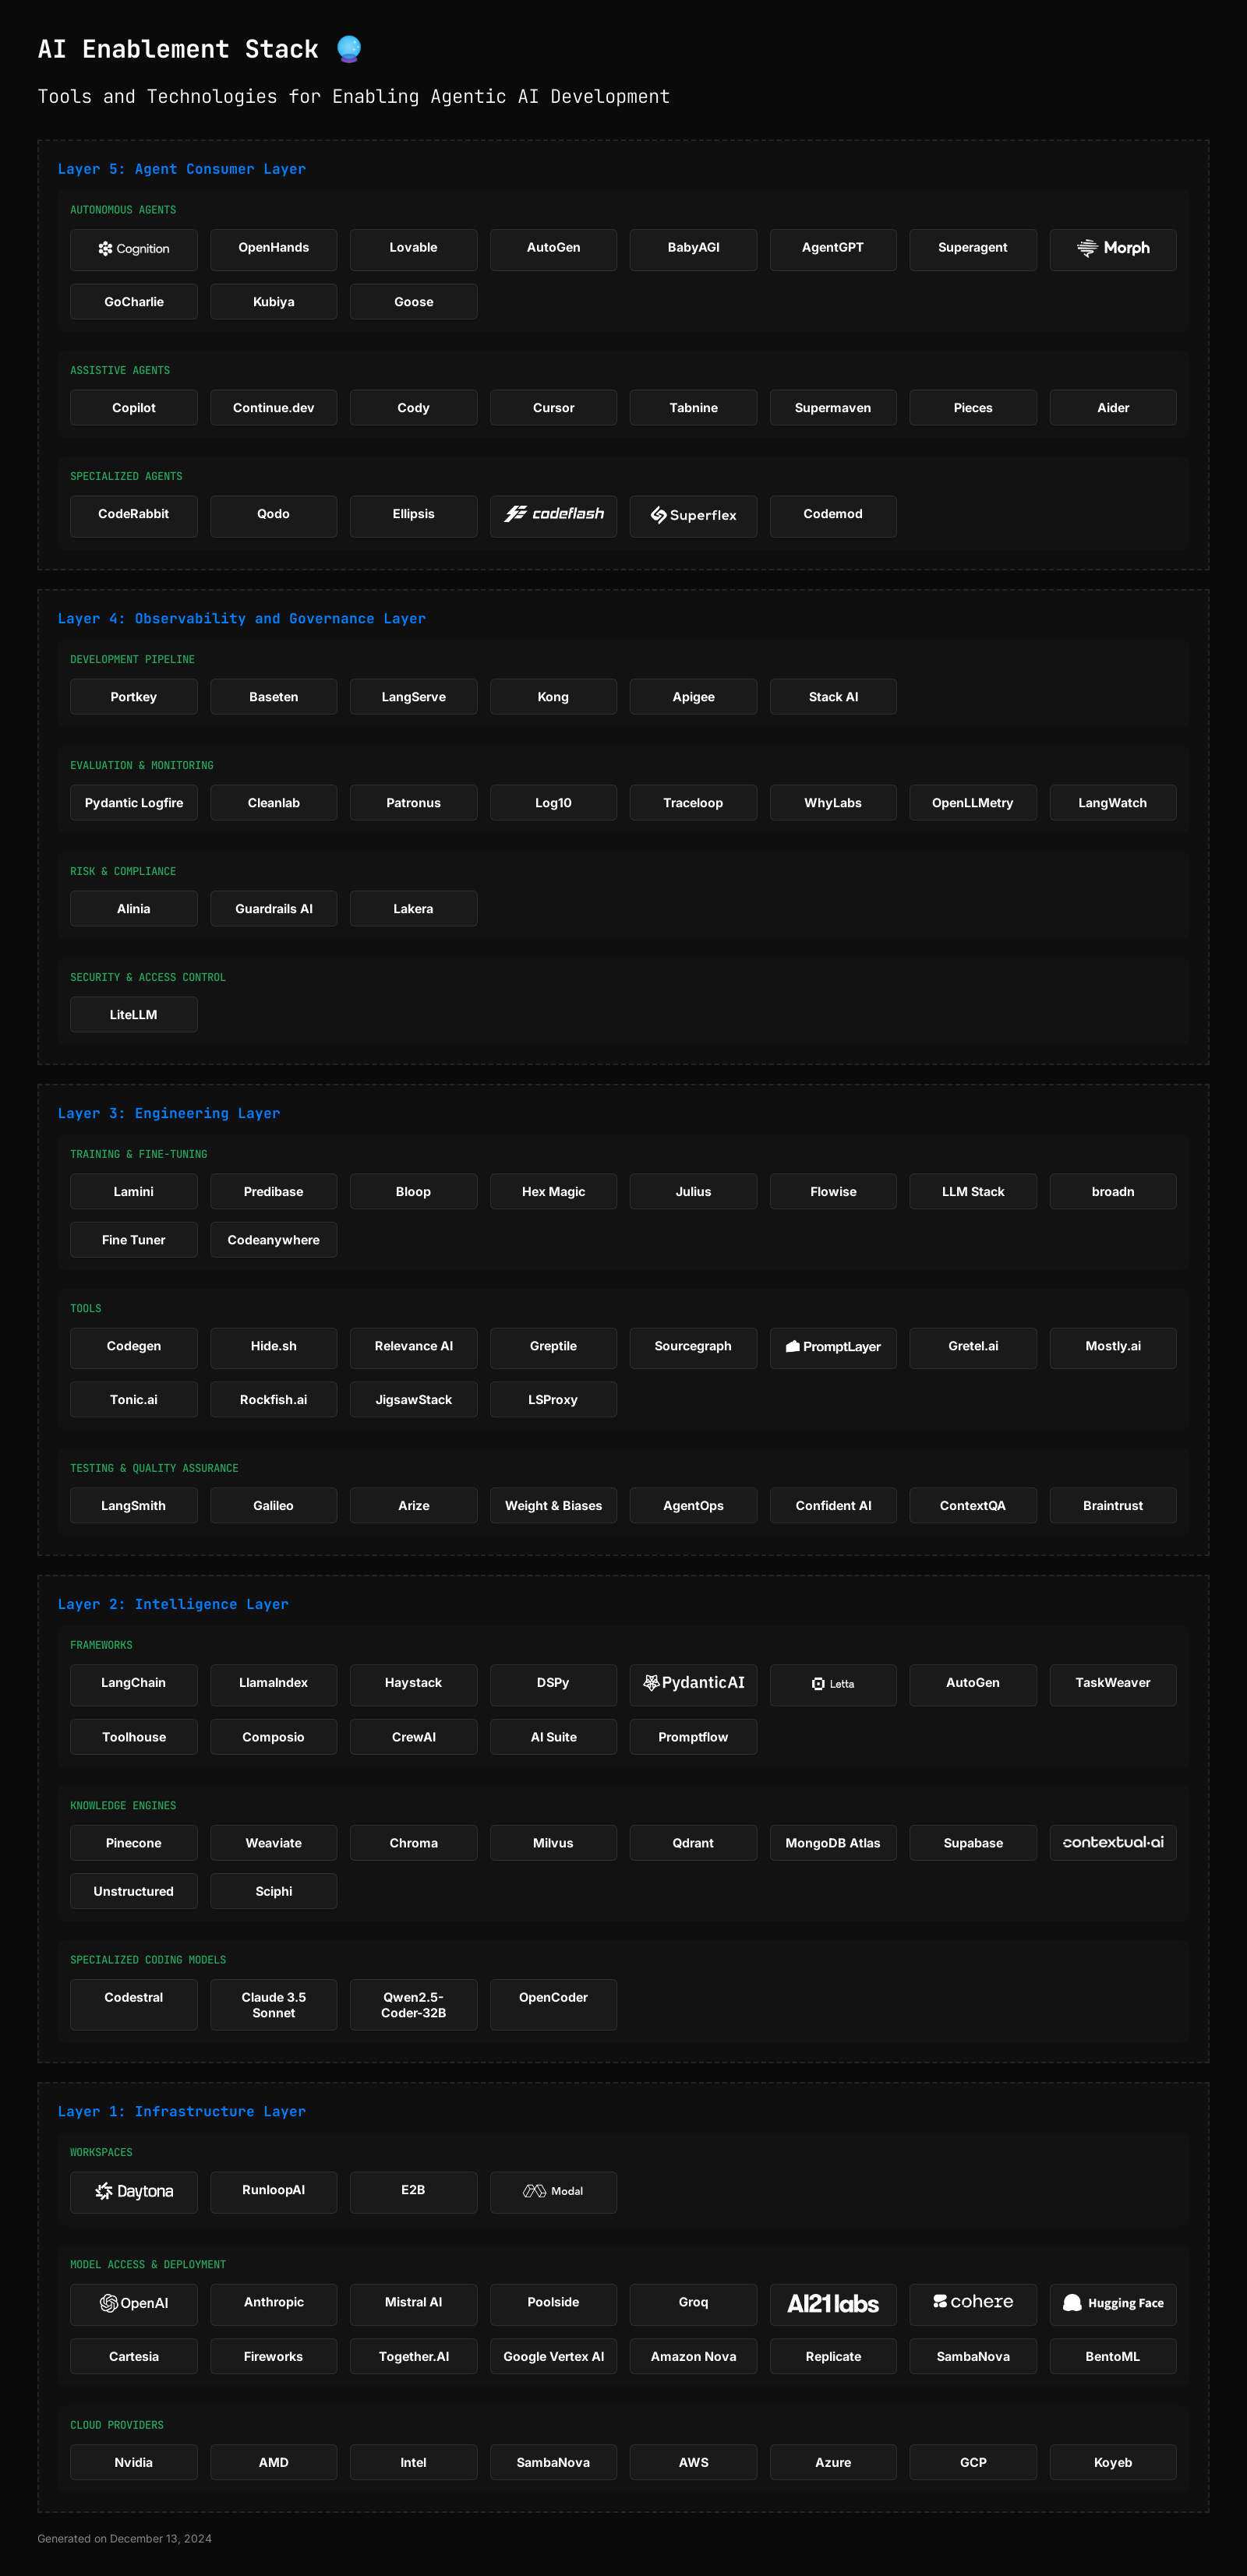 AI Enablement Stack
Tools and Technologies for Enabling Agentic AI Development
Layer 5: Agent Consumer Layer
AUTONOMOUS AGENTS
Cognition OpenHands Lovable AutoGen BabyAGI AgentGPT Superagent Morph
GoCharlie Kubiya Goose
ASSISTIVE AGENTS
Copilot Continue.dev Cody Cursor Tabnine Supermaven Pieces Aider
SPECIALIZED AGENTS
CodeRabbit Qodo Ellipsis codeflash Superflex Codemod
Layer 4: Observability and Governance Layer
DEVELOPMENT PIPELINE
Portkey Baseten LangServe Kong Apigee Stack AI
EVALUATION & MONITORING
Pydantic Logfire Cleanlab Patronus Log10 Traceloop WhyLabs OpenLLMetry LangWatch
RISK & COMPLIANCE
Alinia Guardrails AI Lakera
SECURITY & ACCESS CONTROL
LiteLLM
Layer 3: Engineering Layer
TRAINING & FINE-TUNING
Lamini Predibase Bloop Hex Magic Julius Flowise LLM Stack broadn
Fine Tuner Codeanywhere
TOOLS
Codegen Hide.sh Relevance AI Greptile Sourcegraph PromptLayer Gretel.ai Mostly.ai
Tonic.ai Rockfish.ai JigsawStack LSProxy
TESTING & QUALITY ASSURANCE
LangSmith Galileo Arize Weight & Biases AgentOps Confident AI ContextQA Braintrust
Layer 2: Intelligence Layer
FRAMEWORKS
LangChain LlamaIndex Haystack DSPy PydanticAI Letta AutoGen TaskWeaver
Toolhouse Composio CrewAI AI Suite Promptflow
KNOWLEDGE ENGINES
Pinecone Weaviate Chroma Milvus Qdrant MongoDB Atlas Supabase contextual·ai
Unstructured Sciphi
SPECIALIZED CODING MODELS
Codestral Claude 3.5 Sonnet Qwen2.5-Coder-32B OpenCoder
Layer 1: Infrastructure Layer
WORKSPACES
Daytona RunloopAI E2B Modal
MODEL ACCESS & DEPLOYMENT
OpenAI Anthropic Mistral AI Poolside Groq AI21labs cohere Hugging Face
Cartesia Fireworks Together.AI Google Vertex AI Amazon Nova Replicate SambaNova BentoML
CLOUD PROVIDERS
Nvidia AMD Intel SambaNova AWS Azure GCP Koyeb
Generated on December 13, 2024